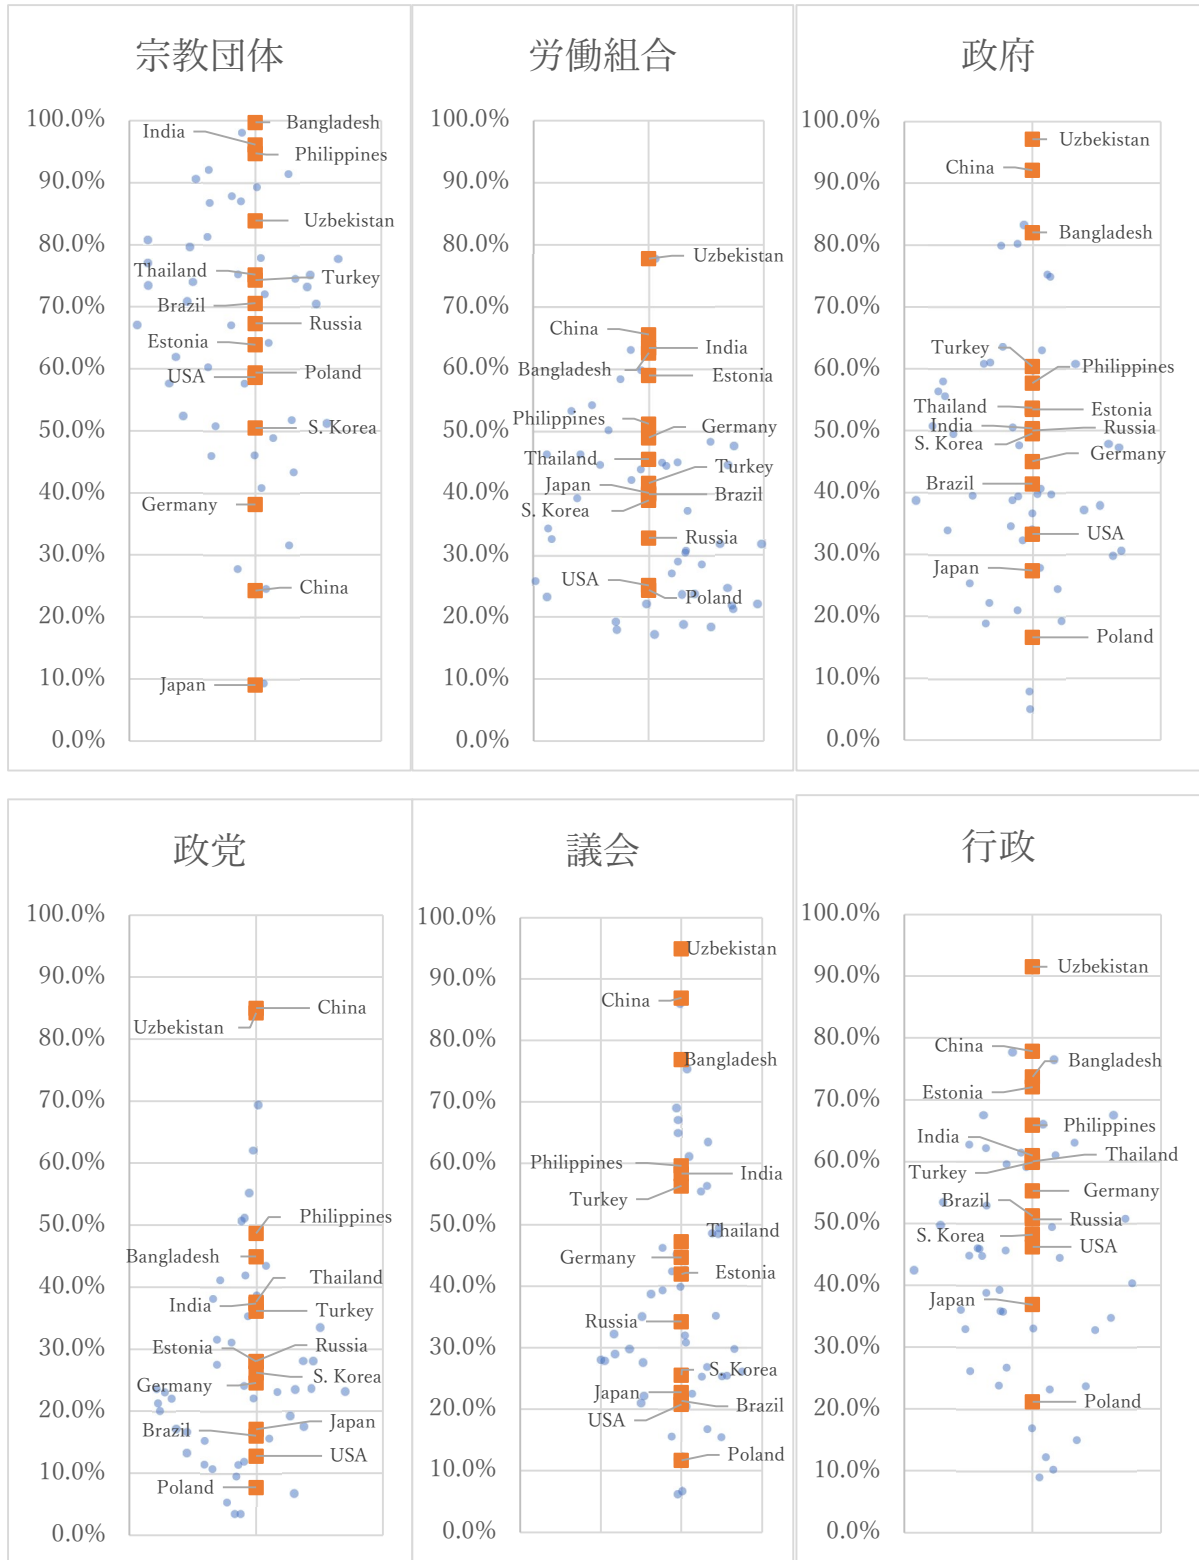 宗教団体
100.0%
90.0%
80.0%
70.0%
60.0%
50.0%
40.0%
30.0%
20.0%
10.0%
0.0%
Bangladesh
India
Philippines
Uzbekistan
Thailand
Turkey
Brazil
Russia
Estonia
Poland
USA
S. Korea
Germany
China
Japan
労働組合
100.0%
90.0%
80.0%
70.0%
60.0%
50.0%
40.0%
30.0%
20.0%
10.0%
0.0%
Uzbekistan
China
India
Bangladesh
Estonia
Philippines
Germany
Thailand
Turkey
Japan
Brazil
S. Korea
Russia
USA
Poland
政府
100.0%
90.0%
80.0%
70.0%
60.0%
50.0%
40.0%
30.0%
20.0%
10.0%
0.0%
Uzbekistan
China
Bangladesh
Turkey
Philippines
Thailand
Estonia
India
Russia
S. Korea
Germany
Brazil
USA
Japan
Poland
政党
100.0%
90.0%
80.0%
70.0%
60.0%
50.0%
40.0%
30.0%
20.0%
10.0%
0.0%
China
Uzbekistan
Philippines
Bangladesh
Thailand
India
Turkey
Russia
Estonia
S. Korea
Germany
Japan
Brazil
USA
Poland
議会
100.0%
90.0%
80.0%
70.0%
60.0%
50.0%
40.0%
30.0%
20.0%
10.0%
0.0%
Uzbekistan
China
Bangladesh
Philippines
India
Turkey
Thailand
Germany
Estonia
Russia
S. Korea
Japan
Brazil
USA
Poland
行政
100.0%
90.0%
80.0%
70.0%
60.0%
50.0%
40.0%
30.0%
20.0%
10.0%
0.0%
Uzbekistan
China
Bangladesh
Estonia
Philippines
India
Thailand
Turkey
Germany
Brazil
Russia
S. Korea
USA
Japan
Poland